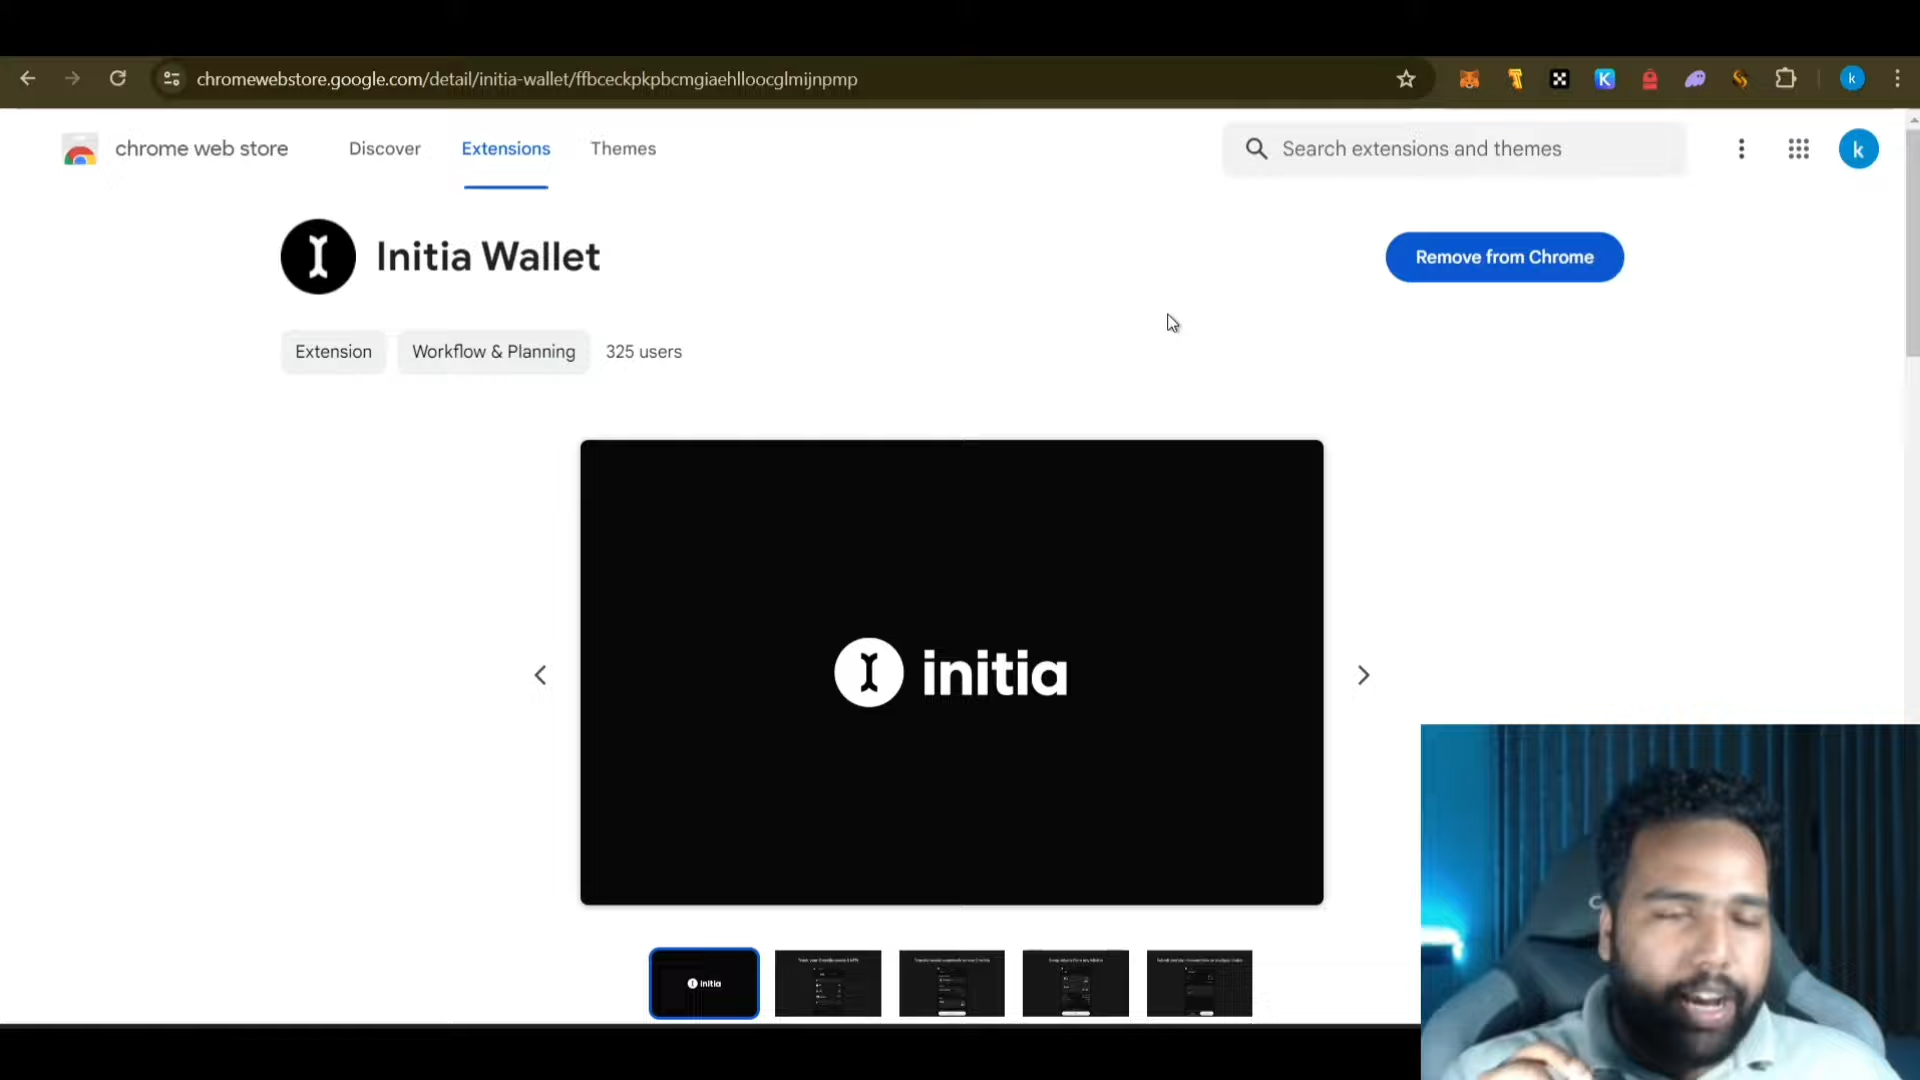 chromewebstore.google.com/detail/initia-wallet/ffbceckpkpbcmgiaehlloocglmijnpmp
K
k
chrome web store
Discover
Extensions
Themes
Search extensions and themes
k
Initia Wallet
Remove from Chrome
Extension
Workflow & Planning
325 users
initia
initia